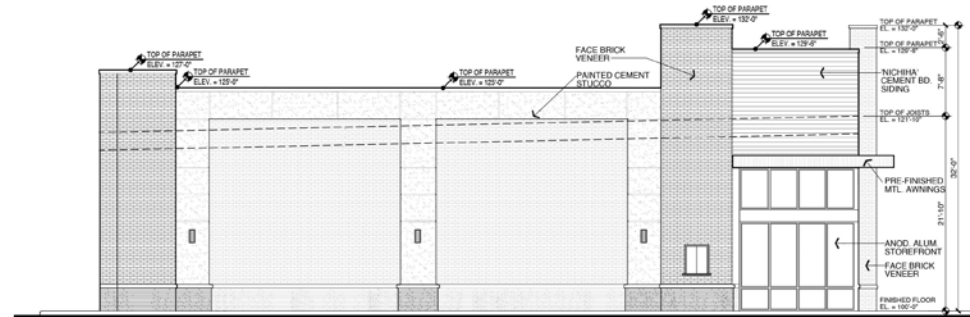 TOP OF PARAPET
ELEV. = 132'-0"
TOP OF PARAPET
EL. = 132'-0"
2'-6"
TOP OF PARAPET
ELEV. = 129'-6"
TOP OF PARAPET
EL. = 129'-6"
FACE BRICK
VENEER
TOP OF PARAPET
ELEV. = 127'-0"
TOP OF PARAPET
ELEV. = 125'-0"
TOP OF PARAPET
ELEV. = 125'-0"
PAINTED CEMENT
STUCCO
'NICHIHA'
CEMENT BD.
SIDING
7'-8"
TOP OF JOISTS
EL. = 121'-10"
32'-0"
PRE-FINISHED
MTL. AWNINGS
21'-10"
ANOD. ALUM
STOREFRONT
FACE BRICK
VENEER
FINISHED FLOOR
EL. = 100'-0"